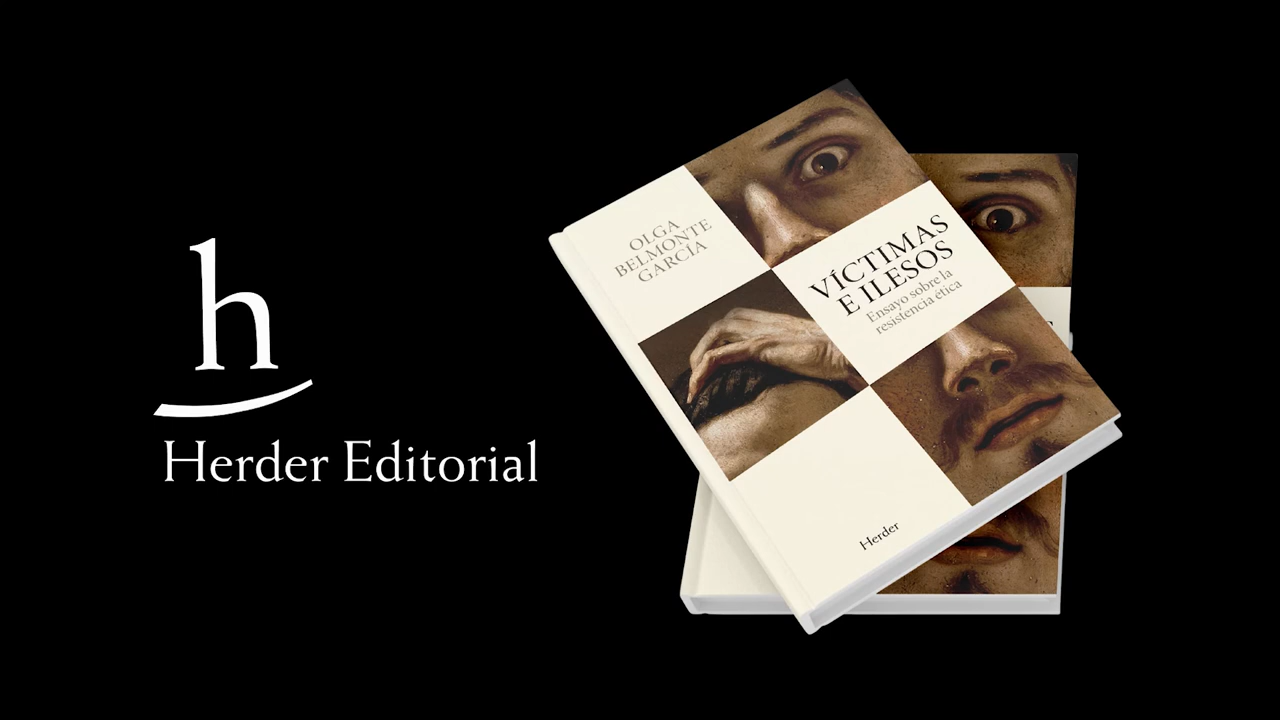 h
Herder Editorial
OLGA
BELMONTE
GARCÍA
VÍCTIMAS
E ILESOS
Ensayo sobre la
resistencia ética
Herder